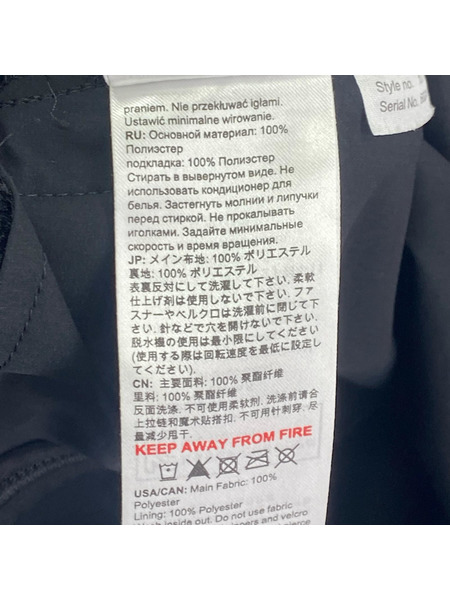 praniem. Nie przekłuwać igłami.
Ustawić minimalne wirowanie.
RU: Основной материал: 100%
Полиэстер
подкладка: 100% Полиэстер
Стирать в вывернутом виде. Не
использовать кондиционер для
белья. Застегнуть молнии и липучки
перед стиркой. Не прокалывать
иголками. Задайте минимальные
скорость и время вращения.
JP: メイン布地: 100% ポリエステル
裏地: 100% ポリエステル
表裏反対にして洗濯して下さい. 柔軟
仕上げ剤は使用しないで下さい. ファ
スナーやベルクロは洗濯前に閉じて下
さい. 針などで穴を開けないで下さい.
脱水機の使用は最小限にしてください
(使用する際は回転速度を最低に設定し
てください).
CN: 主要面料: 100% 聚酯纤维
里料: 100% 聚酯纤维
反面洗涤. 不可使用柔软剂. 洗涤前请合
上拉链和魔术贴搭扣. 不可用针刺穿. 尽
量减少甩干.
KEEP AWAY FROM FIRE
USA/CAN: Main Fabric: 100%
Polyester
Lining: 100% Polyester
inside out. Do not use fabric
and velcro
Style no.
Serial No.